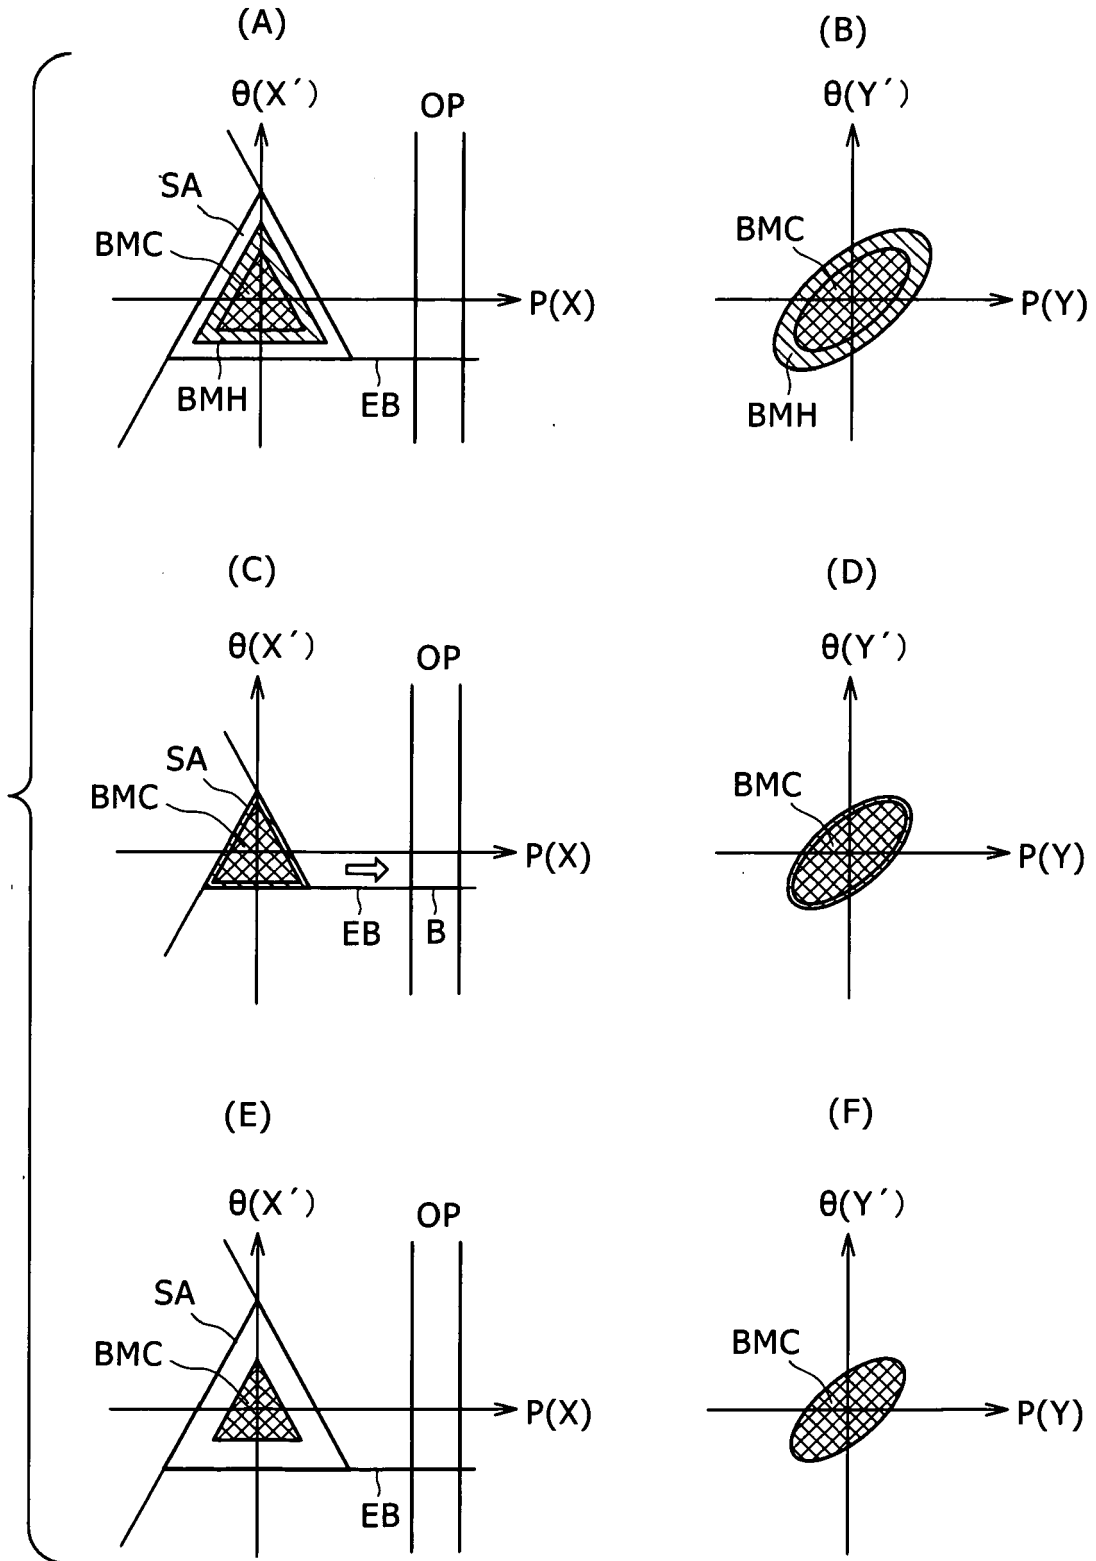 (A)
θ(X´)
OP
SA
BMC
P(X)
BMH
EB
(B)
θ(Y´)
BMC
P(Y)
BMH
(C)
θ(X´)
OP
SA
BMC
P(X)
EB
B
(D)
θ(Y´)
BMC
P(Y)
(E)
θ(X´)
OP
SA
BMC
P(X)
EB
(F)
θ(Y´)
BMC
P(Y)